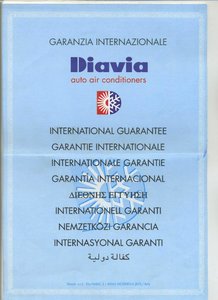 GARANZIA INTERNAZIONALE
Diavia
auto air conditioners
INTERNATIONAL GUARANTEE
GARANTIE INTERNATIONALE
INTERNATIONALE GARANTIE
GARANTÍA INTERNACIONAL
ΔΙΕΘΝΗΣ ΕΓΓΥΗΣΗ
INTERNATIONELL GARANTI
NEMZETKÖZI GARANCIA
INTERNASYONAL GARANTI
كفالة دولية